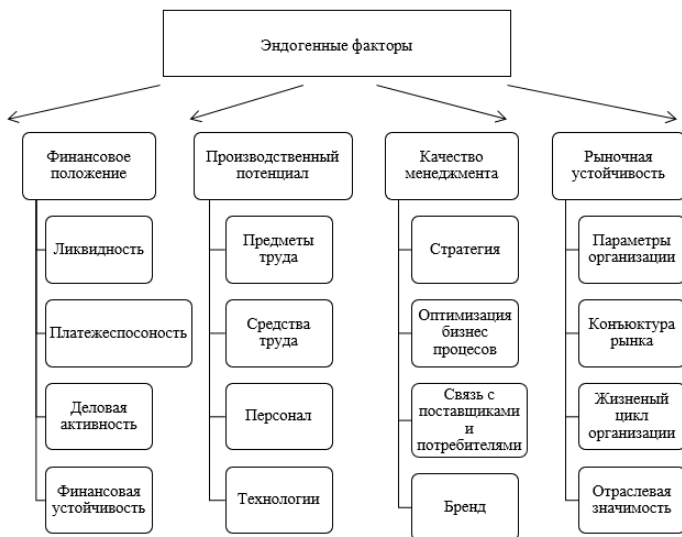 Эндогенные факторы
Финансовое
положение
Ликвидность
Платежеспосоность
Деловая
активность
Финансовая
устойчивость
Производственный
потенциал
Предметы
труда
Средства
труда
Персонал
Технологии
Качество
менеджмента
Стратегия
Оптимизация
бизнес
процесов
Связь с
поставщиками
и
потребителями
Бренд
Рыночная
устойчивость
Параметры
организации
Конъюктура
рынка
Жизненый
цикл
организации
Отраслевая
значимость